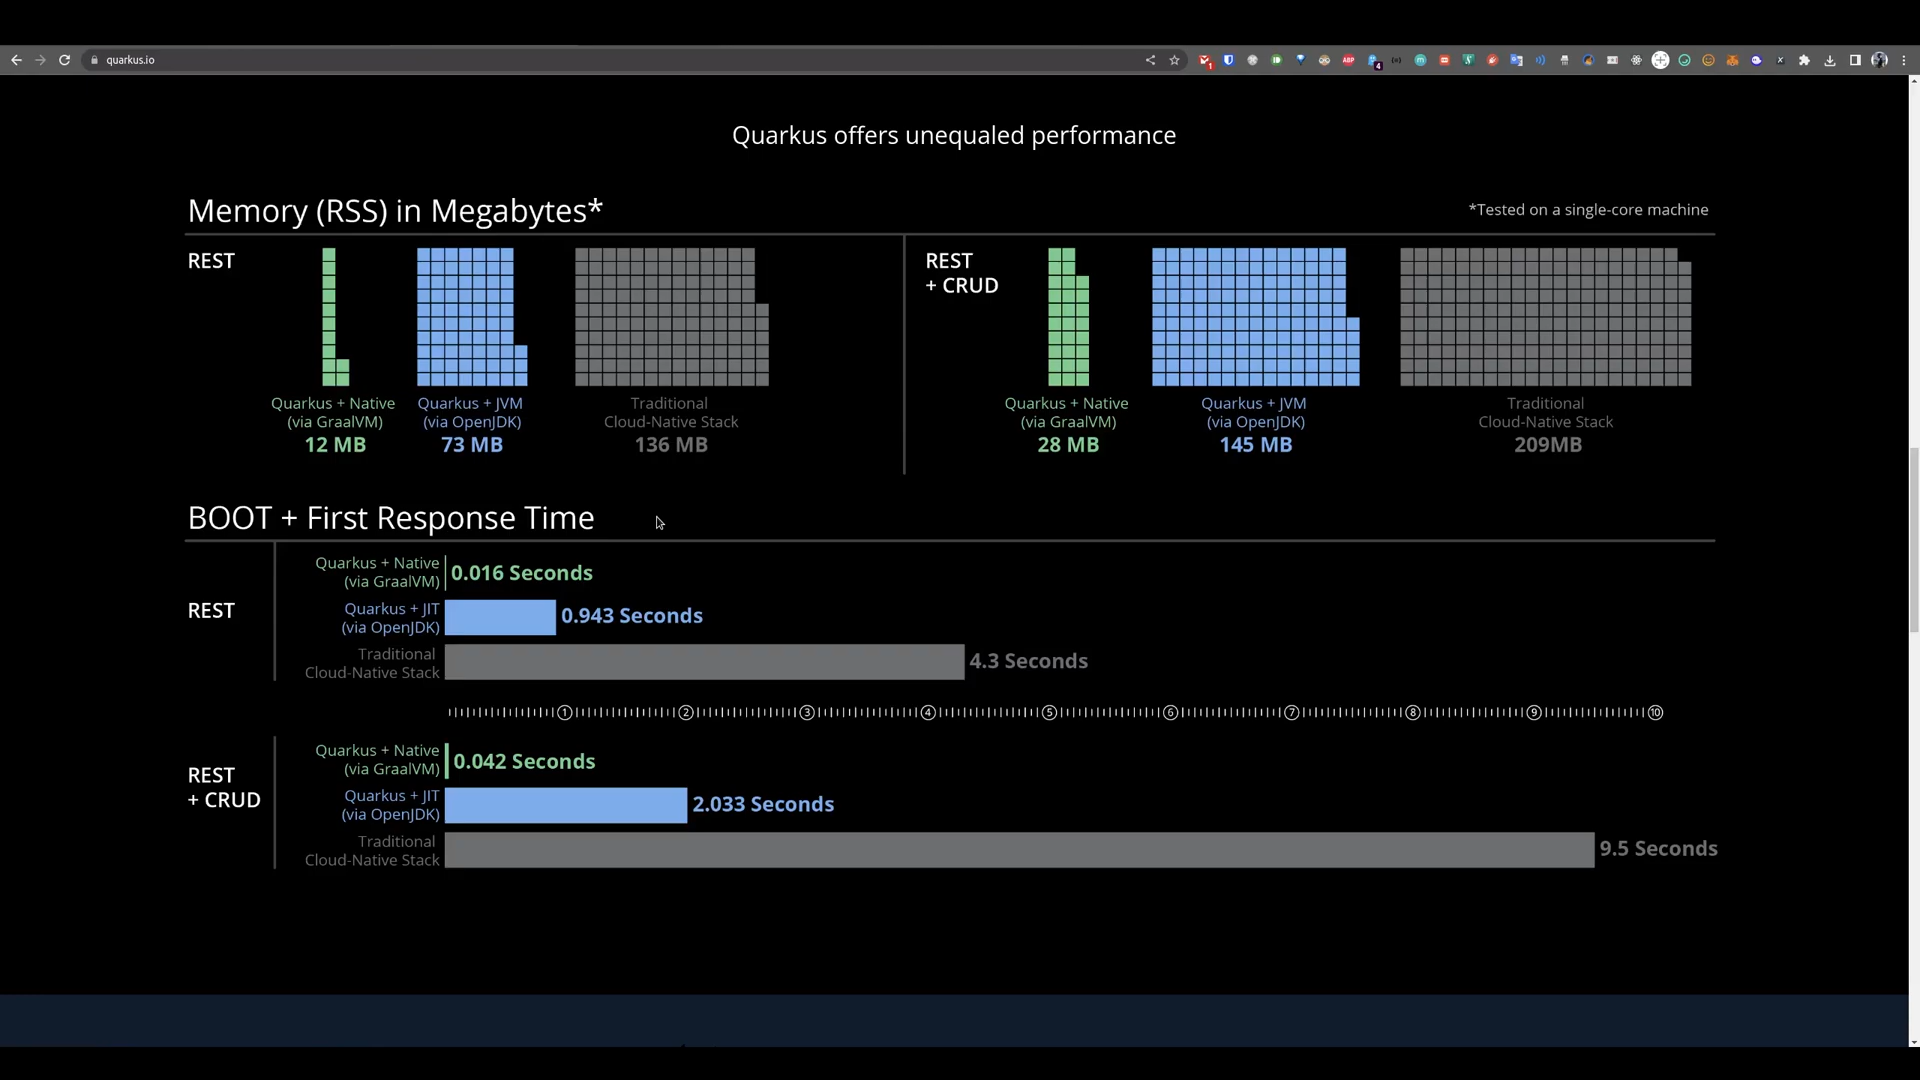 quarkus.io
Quarkus offers unequaled performance
Memory (RSS) in Megabytes*
*Tested on a single-core machine
REST
Quarkus + Native
(via GraalVM)
12 MB
Quarkus + JVM
(via OpenJDK)
73 MB
Traditional
Cloud-Native Stack
136 MB
REST
+ CRUD
Quarkus + Native
(via GraalVM)
28 MB
Quarkus + JVM
(via OpenJDK)
145 MB
Traditional
Cloud-Native Stack
209MB
BOOT + First Response Time
REST
Quarkus + Native
(via GraalVM)
0.016 Seconds
Quarkus + JIT
(via OpenJDK)
0.943 Seconds
Traditional
Cloud-Native Stack
4.3 Seconds
1 2 3 4 5 6 7 8 9 10
REST
+ CRUD
Quarkus + Native
(via GraalVM)
0.042 Seconds
Quarkus + JIT
(via OpenJDK)
2.033 Seconds
Traditional
Cloud-Native Stack
9.5 Seconds